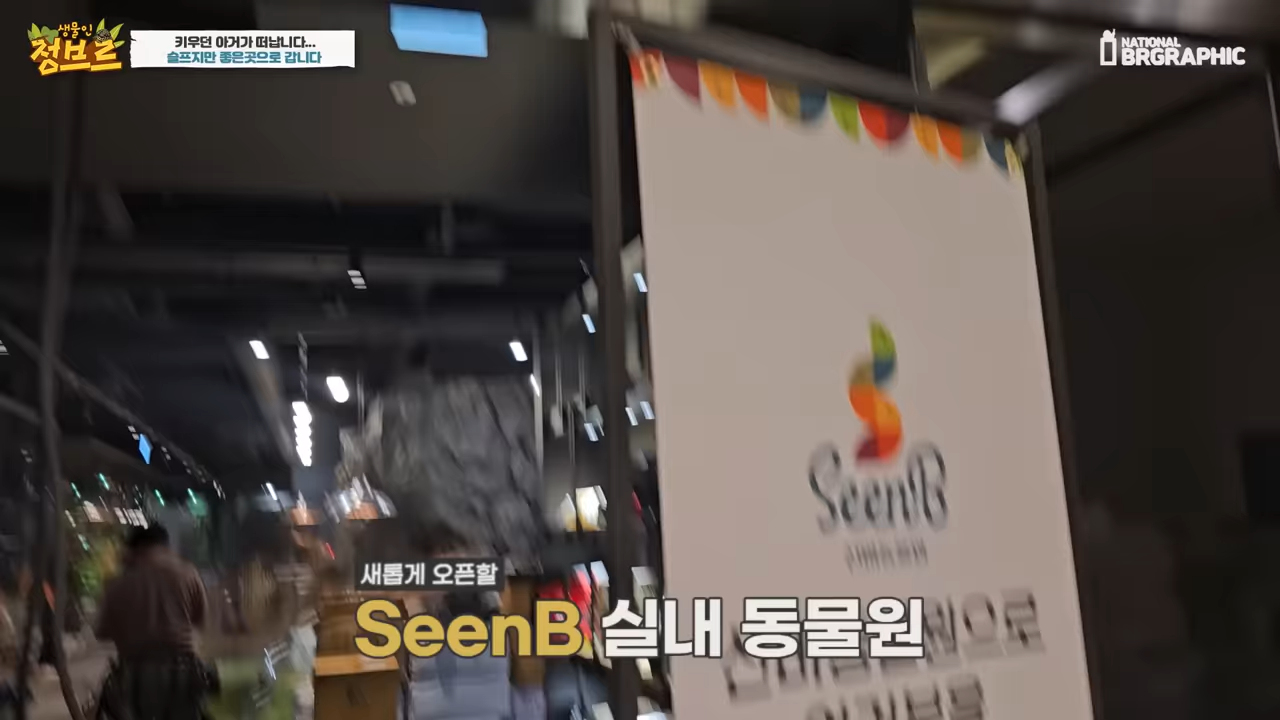 생물인
정브르
키우던 아거가 떠납니다...
슬프지만 좋은곳으로 갑니다
NATIONAL
BRGRAPHIC
SeenB
새롭게 오픈할
SeenB 실내 동물원